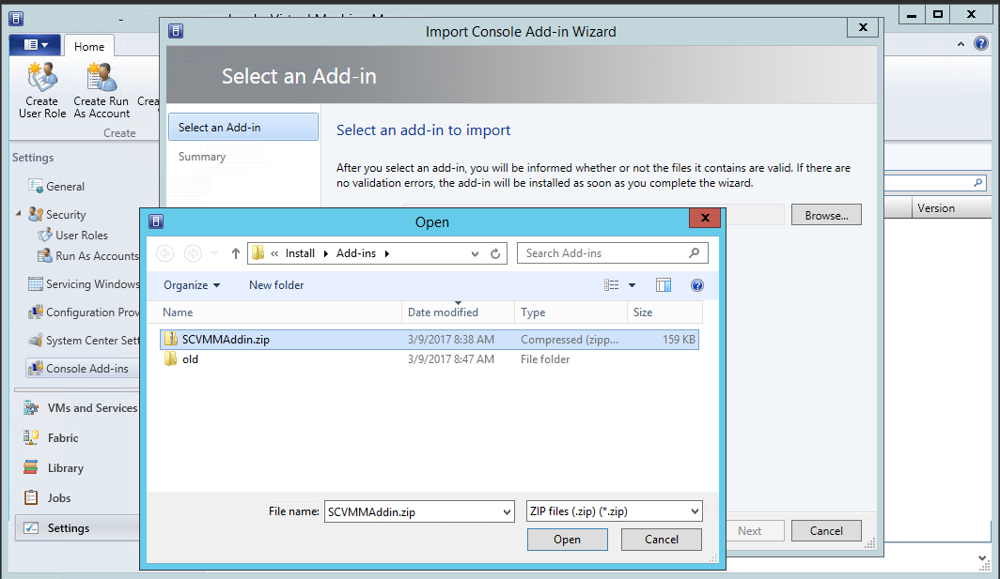 Import Console Add-in Wizard
Home
Create
User Role
Create Run
As Account
Create
Select an Add-in
Select an Add-in
Summary
Select an add-in to import
After you select an add-in, you will be informed whether or not the files it contains are valid. If there are
no validation errors, the add-in will be installed as soon as you complete the wizard.
Browse...
Next
Cancel
Settings
General
Security
User Roles
Run As Accounts
Servicing Windows
Configuration Prov
System Center Sett
Console Add-ins
VMs and Services
Fabric
Library
Jobs
Settings
Version
Open
« Install Add-ins
Search Add-ins
Organize
New folder
Name
Date modified
Type
Size
SCVMMAddin.zip 3/9/2017 8:38 AM Compressed (zipp... 159 KB
old 3/9/2017 8:47 AM File folder
File name: SCVMMAddin.zip
ZIP files (.zip) (*.zip)
Open
Cancel